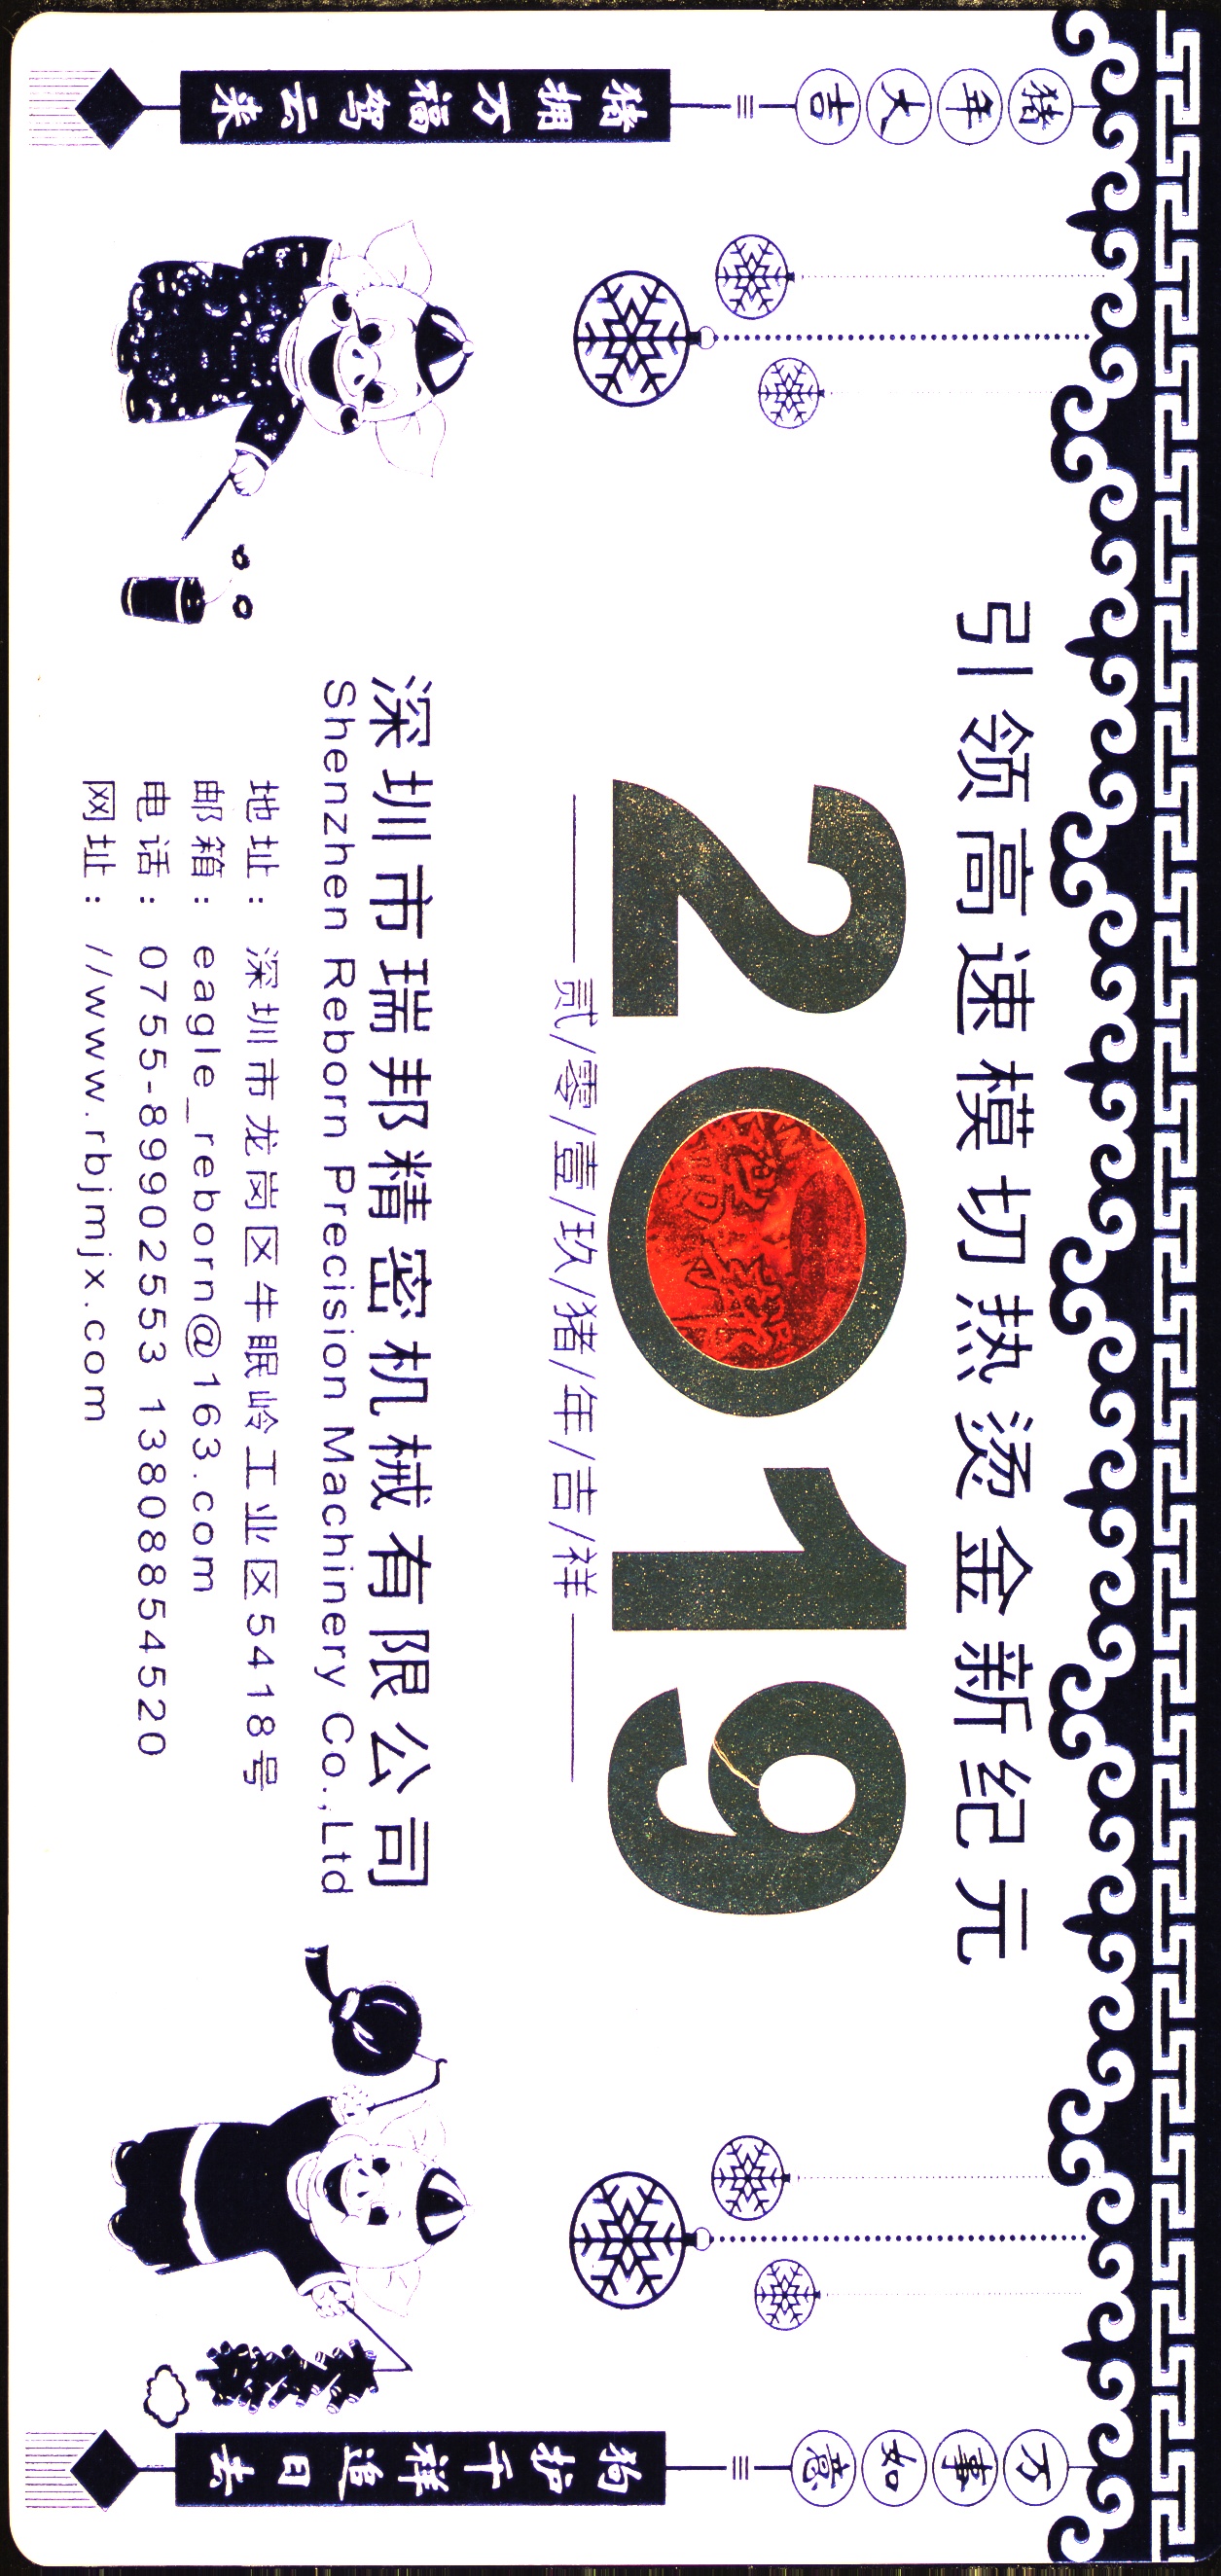 引领高速模切热烫金新纪元
2019
贰/零/壹/玖/猪/年/吉/祥
深圳市瑞邦精密机械有限公司
Shenzhen Reborn Precision Machinery Co.,Ltd
地址：深圳市龙岗区牛眠岭工业区5418号
邮箱：eagle_reborn@163.com
电话：0755-89902553 13808854520
网址：//www.rbjmjx.com
猪年大吉
猪拥万福驾云来
万事如意
狗护千祥追日去